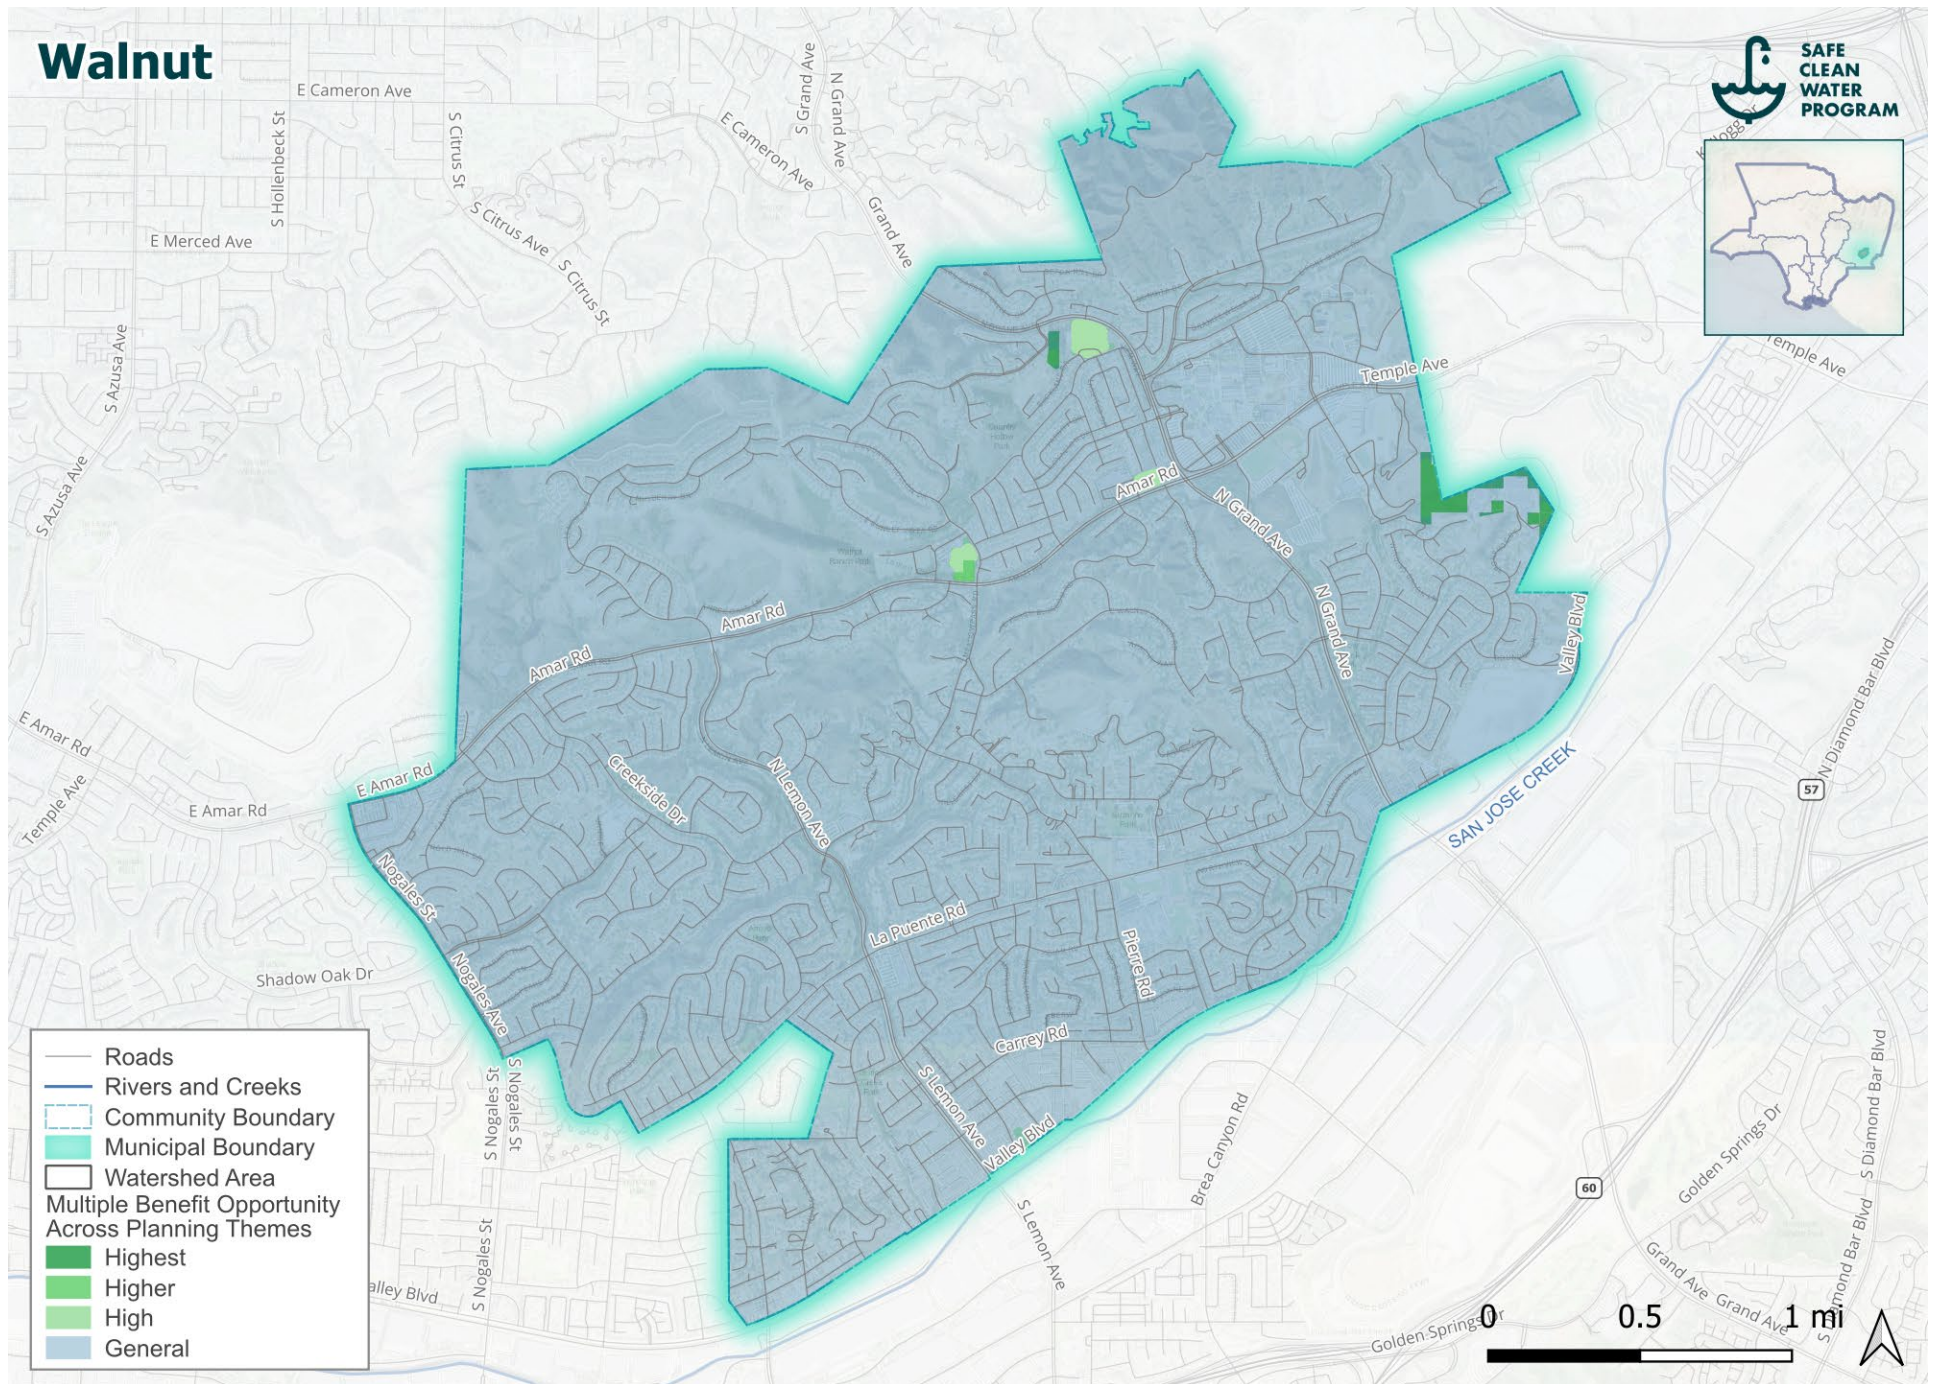 Walnut
SAFE
CLEAN
WATER
PROGRAM
E Cameron Ave
S Grand Ave
N Grand Ave
E Cameron Ave
S Hollenbeck St
S Citrus St
S Citrus Ave
S Citrus St
Grand Ave
E Merced Ave
S Azusa Ave
S Azusa Ave
Temple Ave
Temple Ave
Amar Rd
N Grand Ave
N Grand Ave
Valley Blvd
Amar Rd
Amar Rd
E Amar Rd
E Amar Rd
E Amar Rd
Temple Ave
Creekside Dr
N Lemon Ave
SAN JOSE CREEK
N Diamond Bar Blvd
57
Nogales St
La Puente Rd
Pierre Rd
Shadow Oak Dr
Nogales Ave
Carrey Rd
S Lemon Ave
Valley Blvd
S Nogales St
S Nogales St
S Nogales St
Brea Canyon Rd
Golden Springs Dr
S Diamond Bar Blvd
60
S Lemon Ave
Grand Ave
Grand Ave
Golden Springs Dr
alley Blvd
Roads
Rivers and Creeks
Community Boundary
Municipal Boundary
Watershed Area
Multiple Benefit Opportunity
Across Planning Themes
Highest
Higher
High
General
0 0.5 1 mi